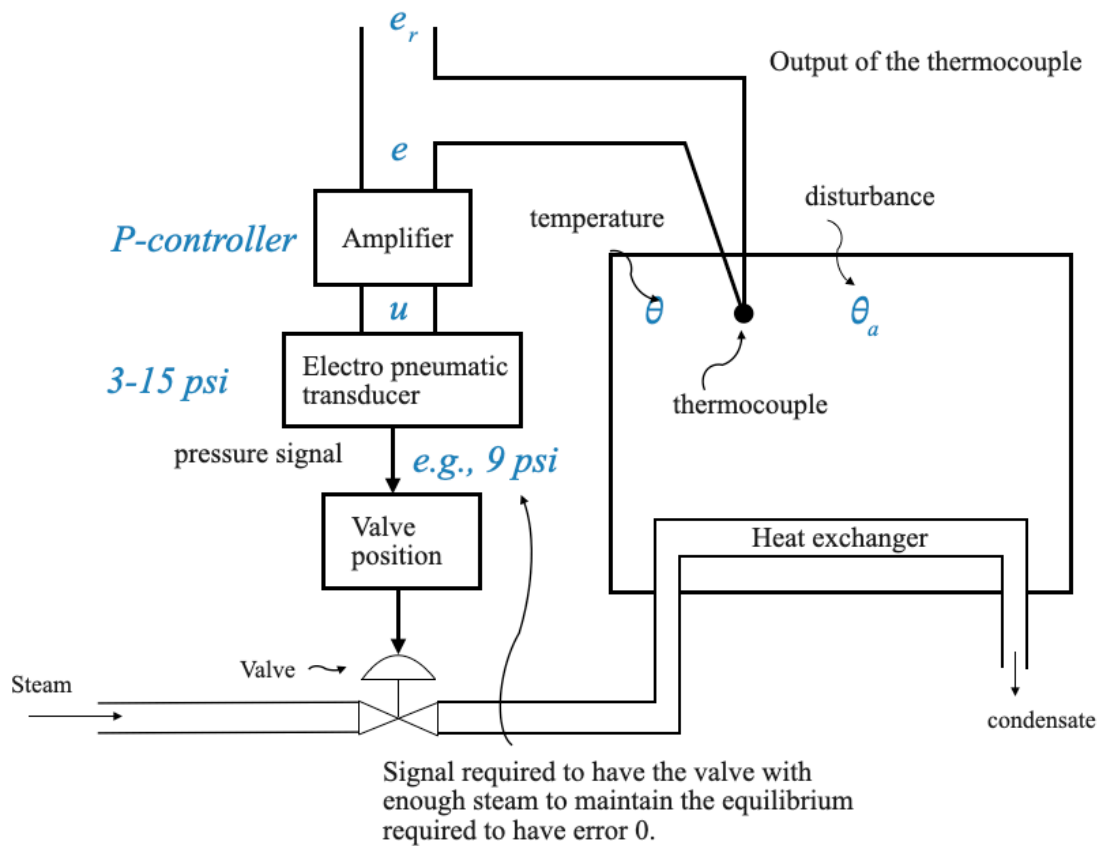 e_r
Output of the thermocouple
e
disturbance
temperature
P-controller
Amplifier
u
θ
θ_a
Electro pneumatic
transducer
3-15 psi
thermocouple
pressure signal
e.g., 9 psi
Valve
position
Heat exchanger
Valve
Steam
condensate
Signal required to have the valve with
enough steam to maintain the equilibrium
required to have error 0.